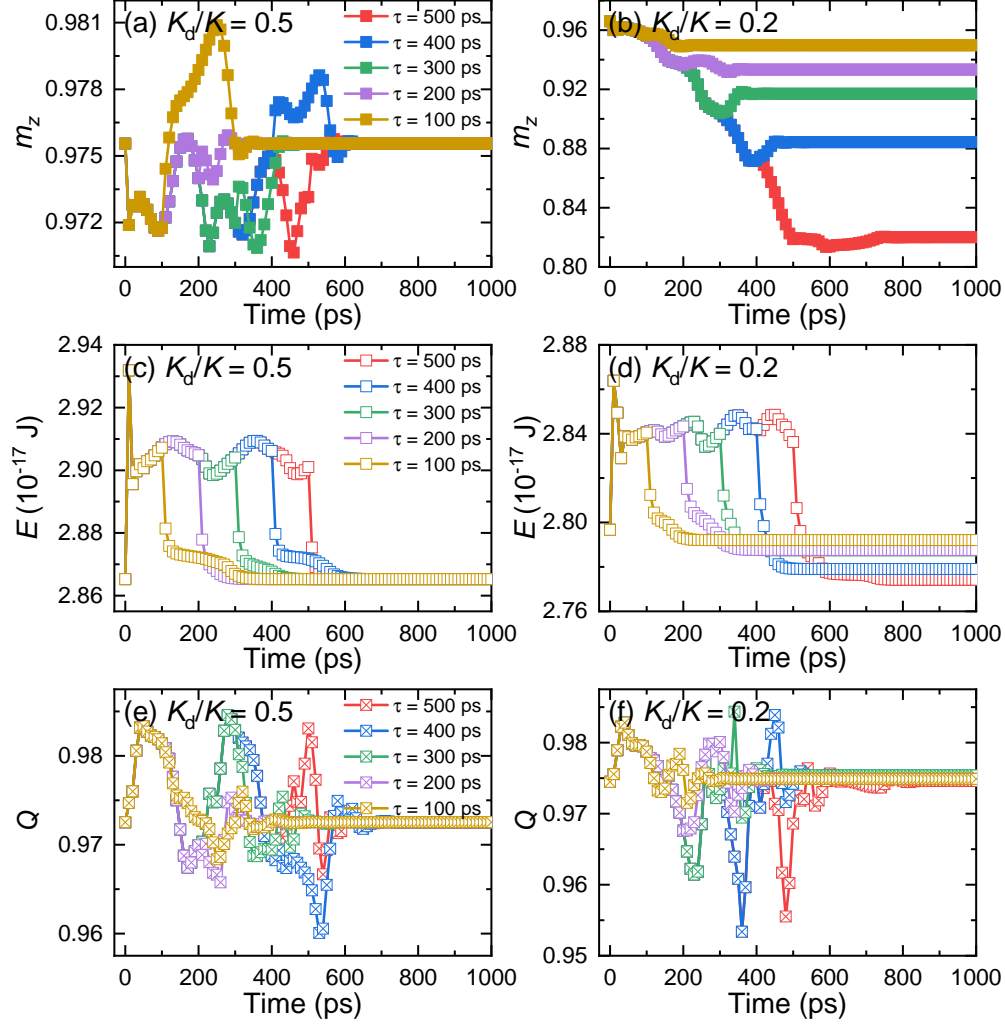 (a) Kd/K = 0.5
τ = 500 ps
τ = 400 ps
τ = 300 ps
τ = 200 ps
τ = 100 ps
0.981
0.978
0.975
0.972
mz
0 200 400 600 800 1000
Time (ps)
(b) Kd/K = 0.2
0.96
0.92
0.88
0.84
0.80
mz
0 200 400 600 800 1000
Time (ps)
(c) Kd/K = 0.5
τ = 500 ps
τ = 400 ps
τ = 300 ps
τ = 200 ps
τ = 100 ps
2.94
2.92
2.90
2.88
2.86
E (10-17 J)
0 200 400 600 800 1000
Time (ps)
(d) Kd/K = 0.2
2.88
2.84
2.80
2.76
E (10-17 J)
0 200 400 600 800 1000
Time (ps)
(e) Kd/K = 0.5
τ = 500 ps
τ = 400 ps
τ = 300 ps
τ = 200 ps
τ = 100 ps
0.98
0.97
0.96
Q
0 200 400 600 800 1000
Time (ps)
(f) Kd/K = 0.2
0.98
0.97
0.96
0.95
Q
0 200 400 600 800 1000
Time (ps)